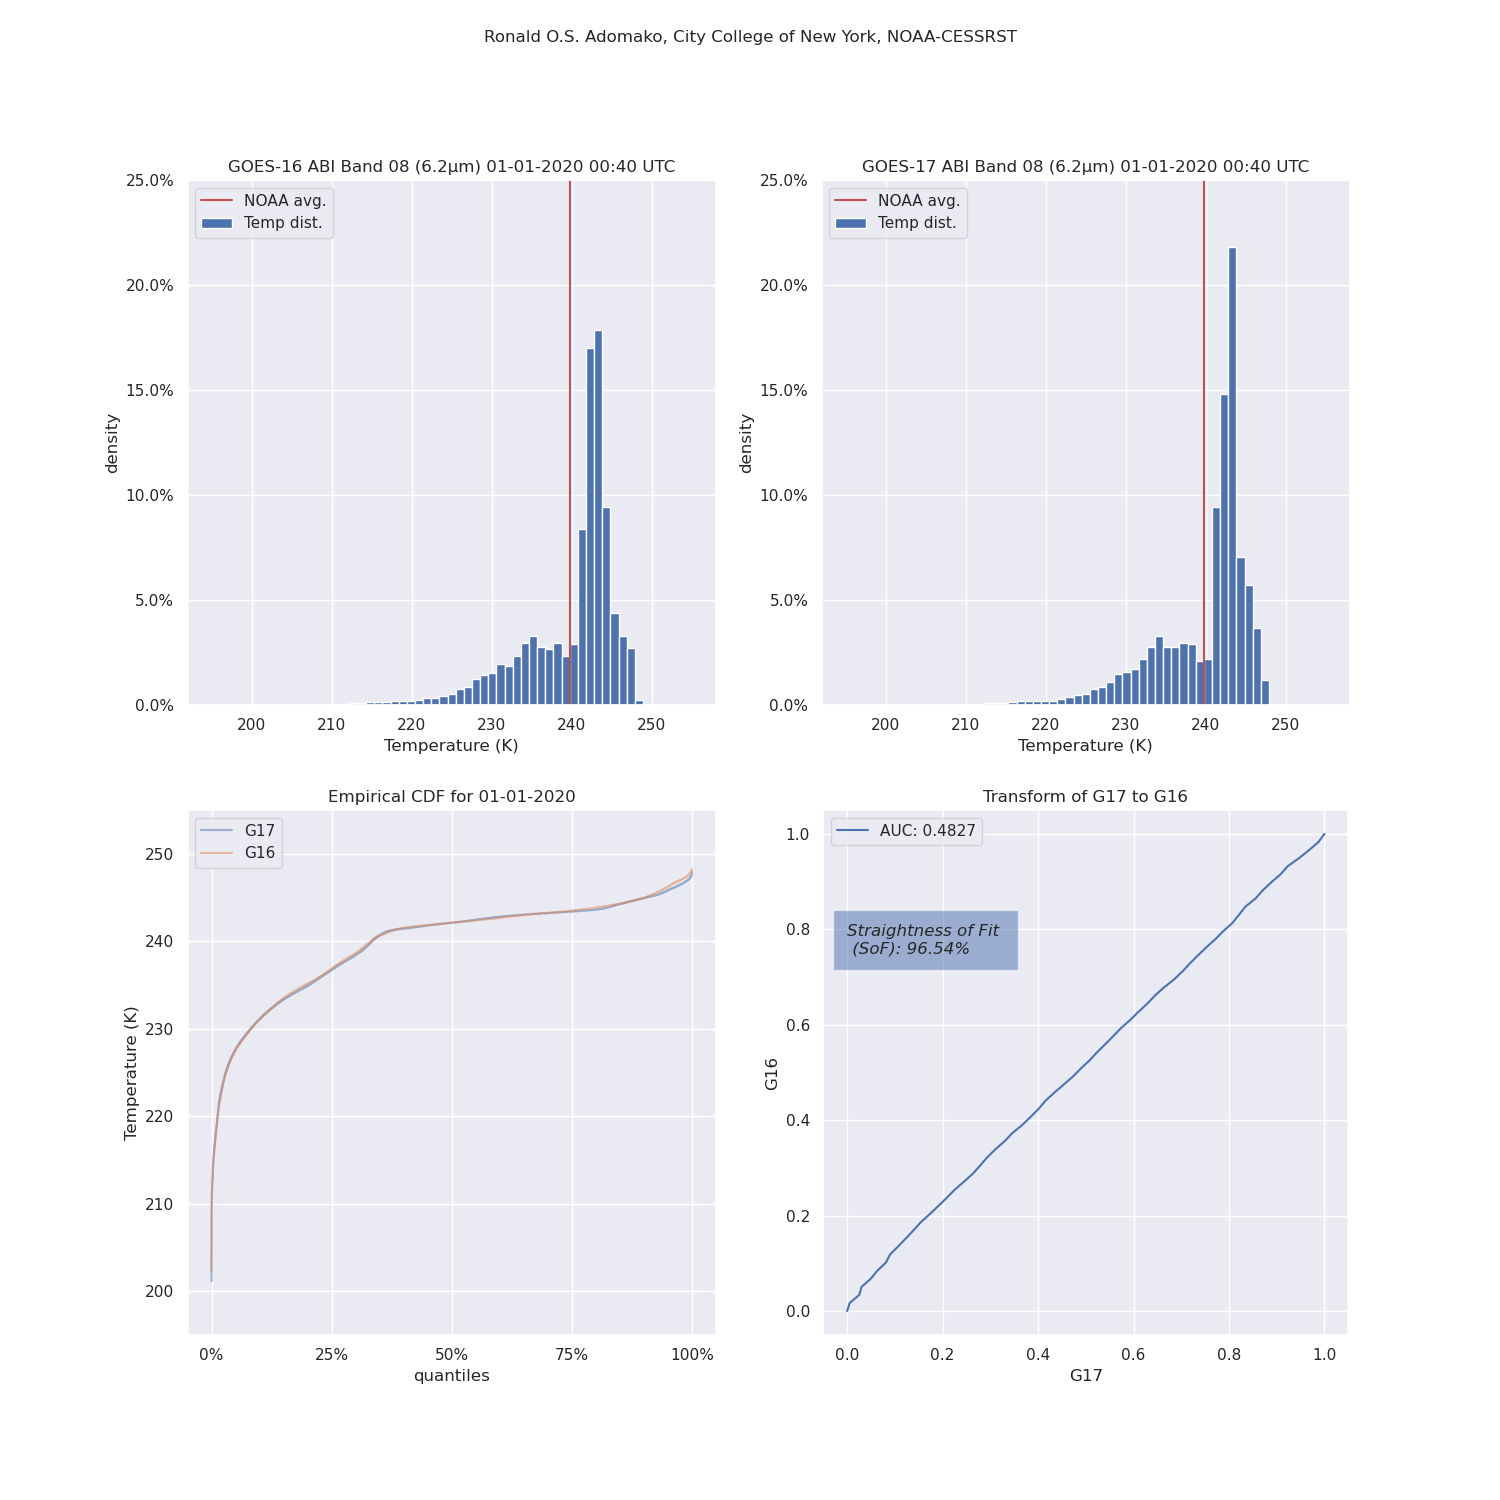 Ronald O.S. Adomako, City College of New York, NOAA-CESSRST
GOES-16 ABI Band 08 (6.2μm) 01-01-2020 00:40 UTC
NOAA avg.
Temp dist.
25.0%
20.0%
15.0%
10.0%
5.0%
0.0%
density
200
210
220
230
240
250
Temperature (K)
GOES-17 ABI Band 08 (6.2μm) 01-01-2020 00:40 UTC
NOAA avg.
Temp dist.
25.0%
20.0%
15.0%
10.0%
5.0%
0.0%
density
200
210
220
230
240
250
Temperature (K)
Empirical CDF for 01-01-2020
G17
G16
250
240
230
220
210
200
Temperature (K)
0%
25%
50%
75%
100%
quantiles
Transform of G17 to G16
AUC: 0.4827
Straightness of Fit
(SoF): 96.54%
1.0
0.8
0.6
0.4
0.2
0.0
G16
0.0
0.2
0.4
0.6
0.8
1.0
G17